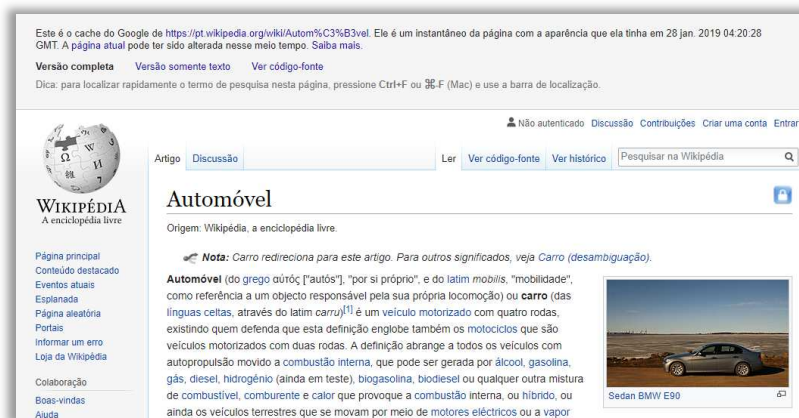 Este é o cache do Google de https://pt.wikipedia.org/wiki/Autom%C3%B3vel. Ele é um instantâneo da página com a aparência que ela tinha em 28 jan. 2019 04:20:28
GMT. A página atual pode ter sido alterada nesse meio tempo. Saiba mais.
Versão completa Versão somente texto Ver código-fonte
Dica: para localizar rapidamente o termo de pesquisa nesta página, pressione Ctrl+F ou ⌘-F (Mac) e use a barra de localização.
Não autenticado Discussão Contribuições Criar uma conta Entrar
Artigo Discussão Ler Ver código-fonte Ver histórico Pesquisar na Wikipédia
WIKIPÉDIA
A enciclopédia livre
Página principal
Conteúdo destacado
Eventos atuais
Esplanada
Página aleatória
Portais
Informar um erro
Loja da Wikipédia
Colaboração
Boas-vindas
Ajuda
Automóvel
Origem: Wikipédia, a enciclopédia livre.
Nota: Carro redireciona para este artigo. Para outros significados, veja Carro (desambiguação).
Automóvel (do grego αὐτός ["autós"], "por si próprio", e do latim mobilis, "mobilidade",
como referência a um objecto responsável pela sua própria locomoção) ou carro (das
línguas celtas, através do latim carru)[1] é um veículo motorizado com quatro rodas,
existindo quem defenda que esta definição englobe também os motociclos que são
veículos motorizados com duas rodas. A definição abrange a todos os veículos com
autopropulsão movido a combustão interna, que pode ser gerada por álcool, gasolina,
gás, diesel, hidrogénio (ainda em teste), biogasolina, biodiesel ou qualquer outra mistura
de combustível, comburente e calor que provoque a combustão interna, ou híbrido, ou
ainda os veículos terrestres que se movam por meio de motores eléctricos ou a vapor
Sedan BMW E90